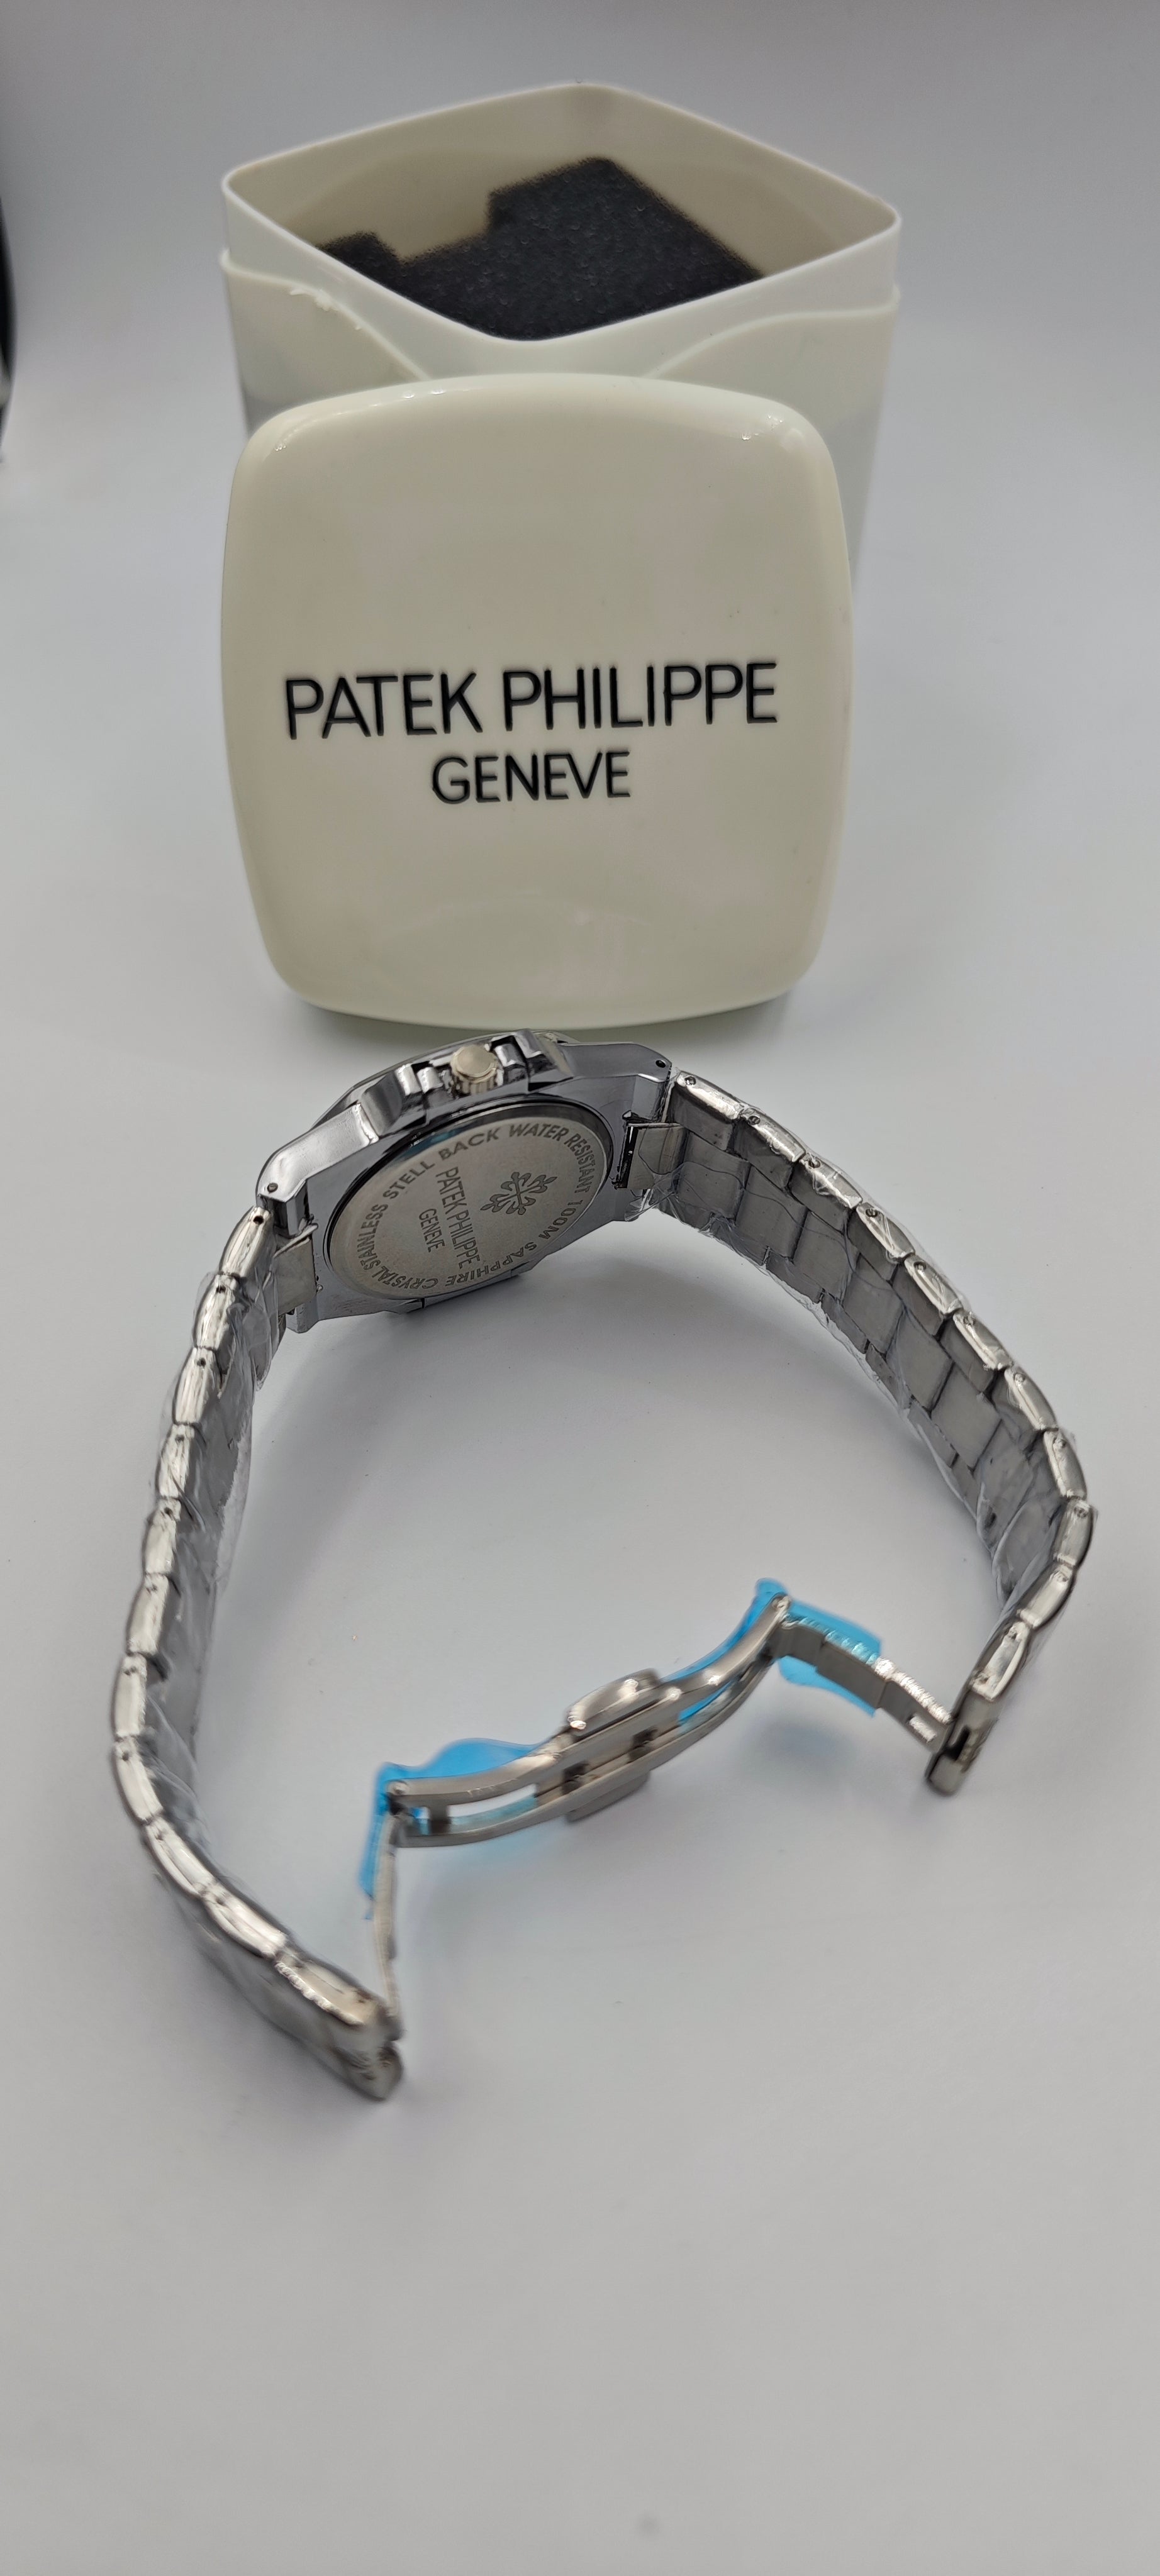 PATEK PHILIPPE
GENEVE
STAINLESS STELL BACK WATER RESISTANT 100M SAPPHIRE CRYSTAL
PATEK PHILIPPE
GENEVE